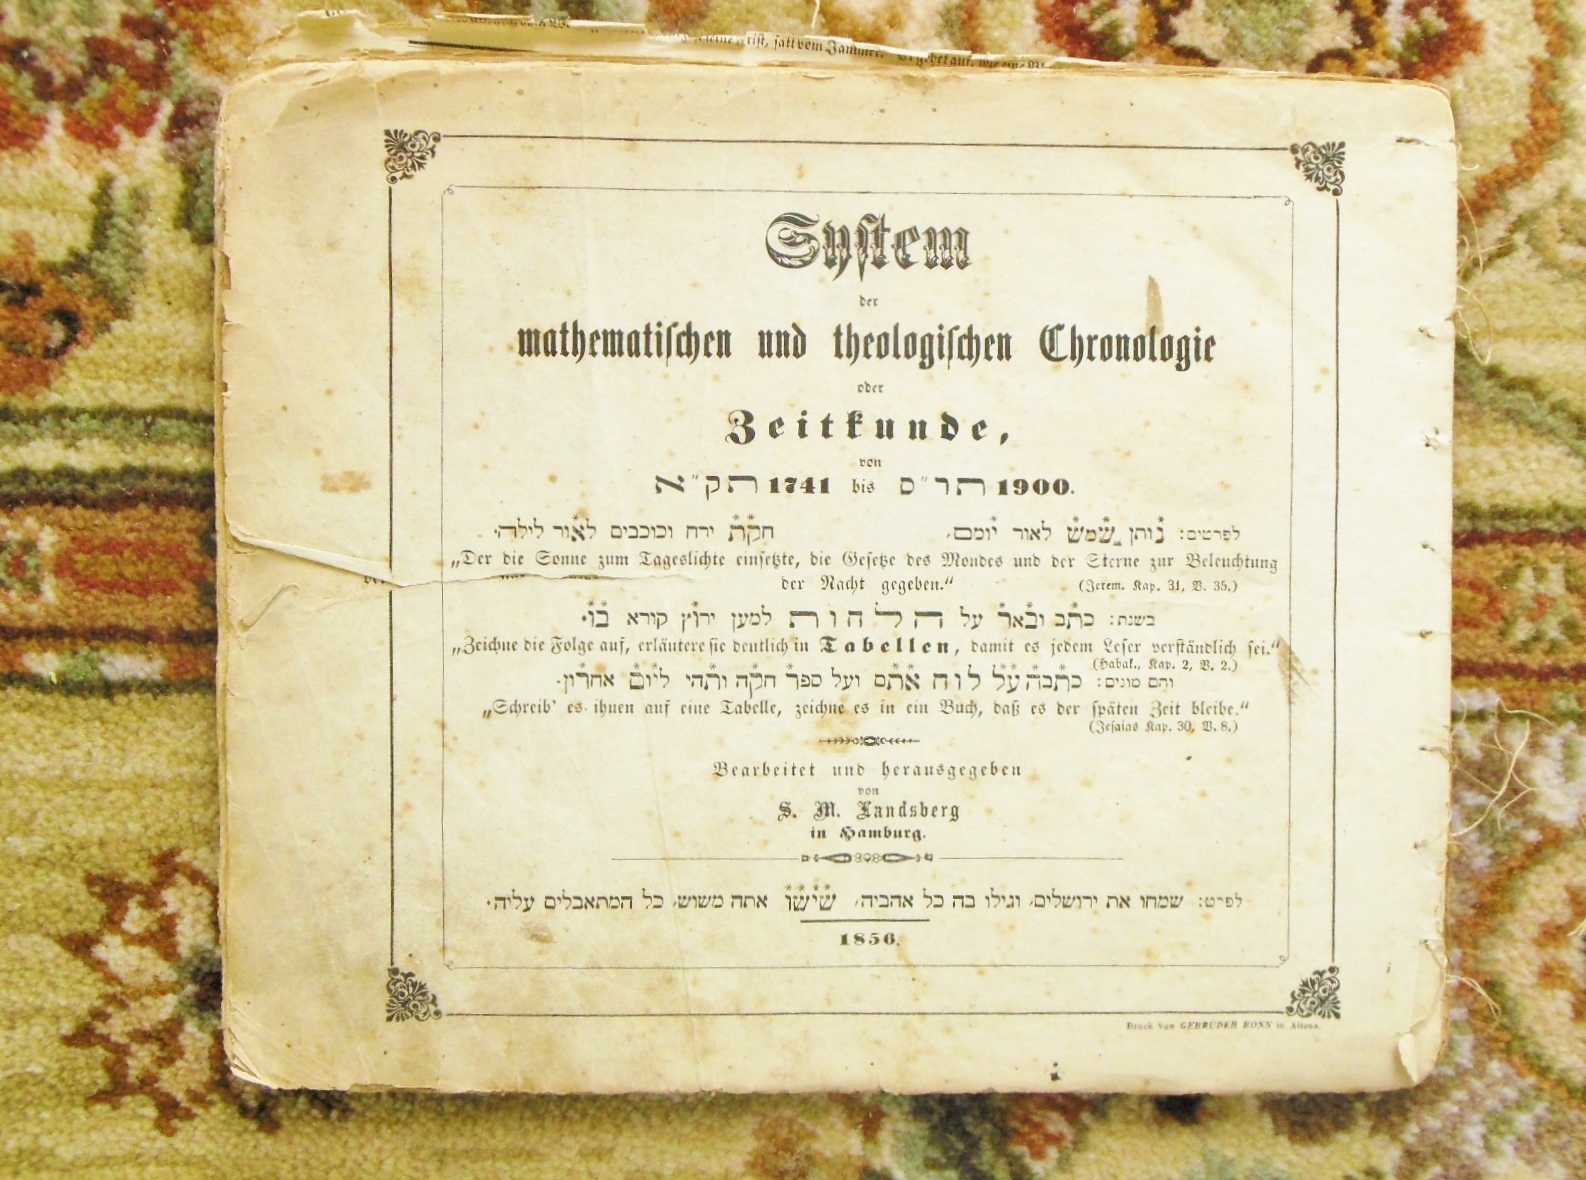 ist, fall vom Jammer.
System
der
mathematischen und theologischen Chronologie
oder
Zeitkunde,
von
תק״א 1741 bis תר״ס 1900.
לפרטים: נותן שמש לאור יומם, חקת ירח וכוכבים לאור לילה.
„Der die Sonne zum Tageslichte einsetzte, die Gesetze des Mondes und der Sterne zur Beleuchtung
der Nacht gegeben.“ (Jerem. Kap. 31, V. 35.)
בשנת: כתב ובאר על הלהות למען ירוץ קורא בו.
„Zeichne die Folge auf, erläutere sie deutlich in Tabellen, damit es jedem Leser verständlich sei.“
(Habak., Kap. 2, V. 2.)
והם מונים: כתבה על לוח אתם ועל ספר חקה ותהי ליום אחרון.
„Schreib' es ihnen auf eine Tabelle, zeichne es in ein Buch, daß es der späten Zeit bleibe.“
(Jesaias Kap. 30, V. 8.)
Bearbeitet und herausgegeben
von
S. M. Landsberg
in Hamburg.
לפרט: שמחו את ירושלים, וגילו בה כל אהביה, שישו אתה משוש, כל המתאבלים עליה.
1856.
Druck von GEBRÜDER BONN in Altona.